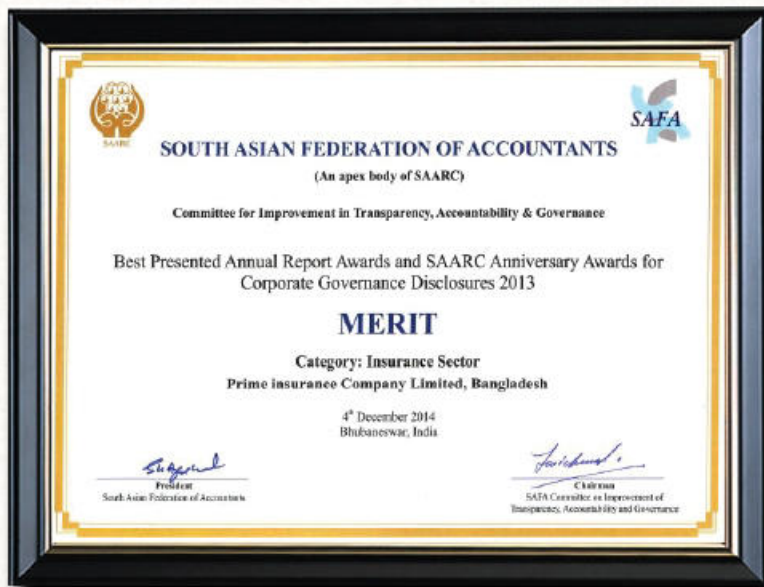 SAARC
SAFA
SOUTH ASIAN FEDERATION OF ACCOUNTANTS
(An apex body of SAARC)
Committee for Improvement in Transparency, Accountability & Governance
Best Presented Annual Report Awards and SAARC Anniversary Awards for
Corporate Governance Disclosures 2013
MERIT
Category: Insurance Sector
Prime insurance Company Limited, Bangladesh
4th December 2014
Bhubaneswar, India
President
South Asian Federation of Accountants
Chairman
SAFA Committee on Improvement of
Transparency, Accountability and Governance